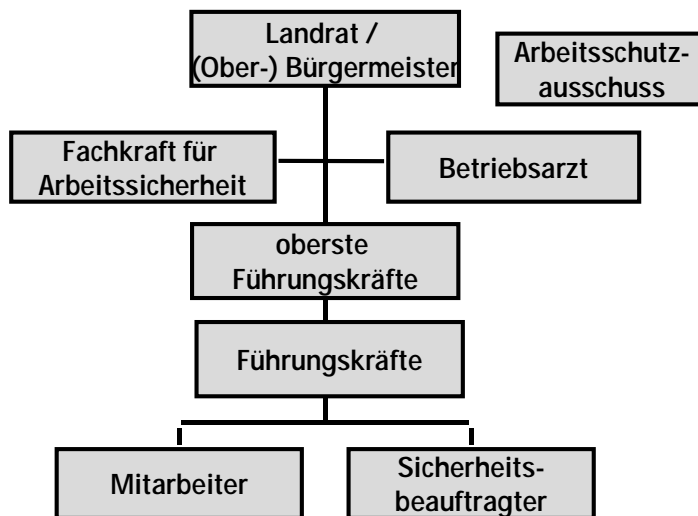 Landrat /
(Ober-) Bürgermeister
Arbeitsschutz-
ausschuss
Fachkraft für
Arbeitssicherheit
Betriebsarzt
oberste
Führungskräfte
Führungskräfte
Mitarbeiter
Sicherheits-
beauftragter